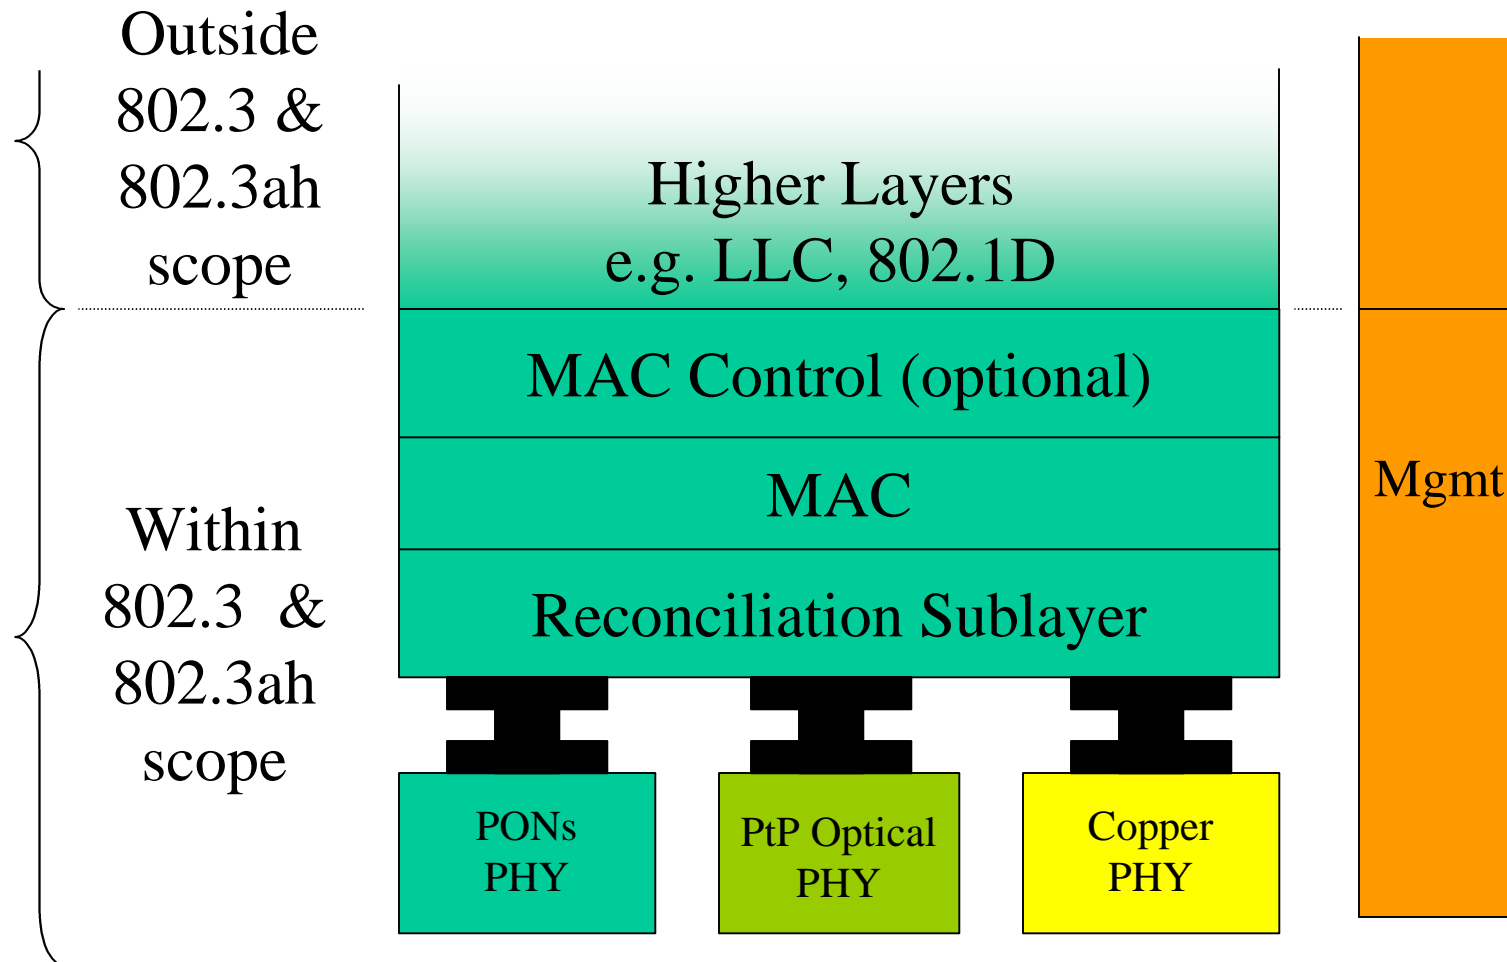 Outside
802.3 &
802.3ah
scope
Higher Layers
e.g. LLC, 802.1D
MAC Control (optional)
MAC
Mgmt
Within
802.3 &
802.3ah
scope
Reconciliation Sublayer
PONs
PHY
PtP Optical
PHY
Copper
PHY